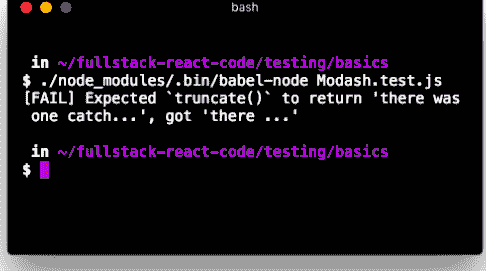 bash
in ~/fullstack-react-code/testing/basics
$ ./node_modules/.bin/babel-node Modash.test.js
[FAIL] Expected `truncate()` to return 'there was
one catch...', got 'there ...'
in ~/fullstack-react-code/testing/basics
$